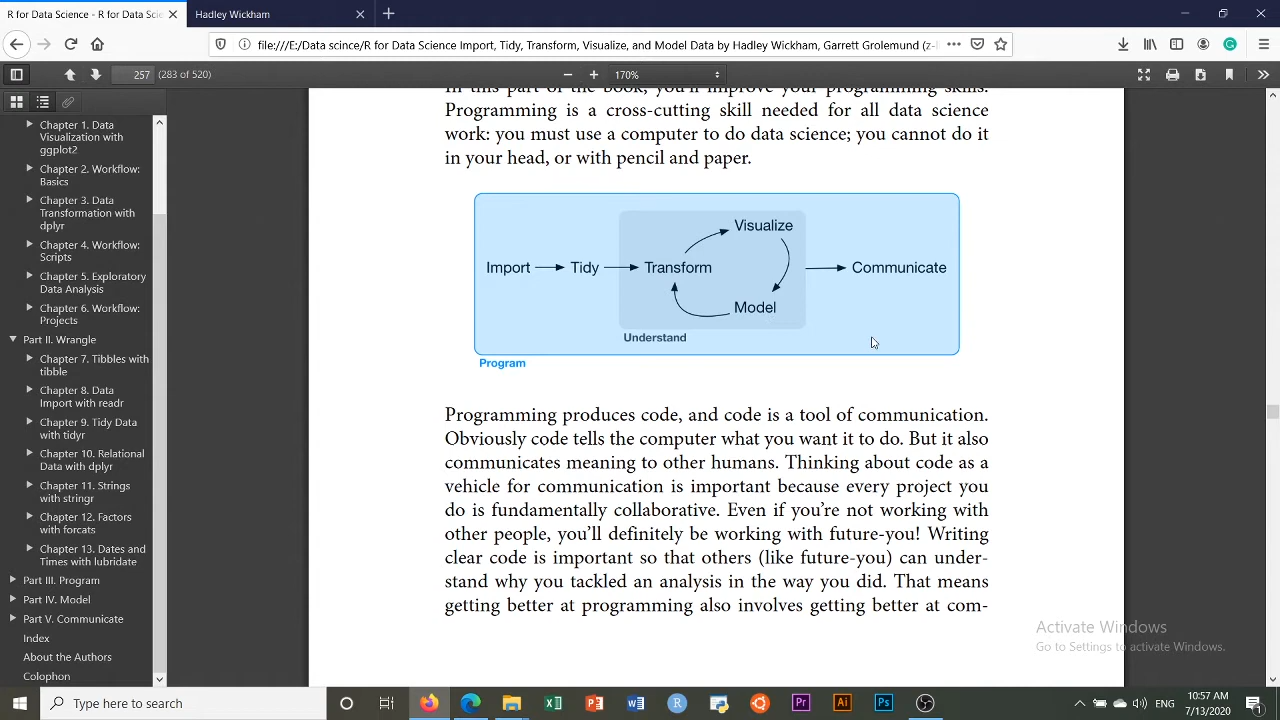 R for Data Science - R for Data Scie
Hadley Wickham
file:///E:/Data scince/R for Data Science Import, Tidy, Transform, Visualize, and Model Data by Hadley Wickham, Garrett Grolemund (z-l
257
(283 of 520)
170%
Chapter 1. Data
Visualization with
ggplot2
Chapter 2. Workflow:
Basics
Chapter 3. Data
Transformation with
dplyr
Chapter 4. Workflow:
Scripts
Chapter 5. Exploratory
Data Analysis
Chapter 6. Workflow:
Projects
Part II. Wrangle
Chapter 7. Tibbles with
tibble
Chapter 8. Data
Import with readr
Chapter 9. Tidy Data
with tidyr
Chapter 10. Relational
Data with dplyr
Chapter 11. Strings
with stringr
Chapter 12. Factors
with forcats
Chapter 13. Dates and
Times with lubridate
Part III. Program
Part IV. Model
Part V. Communicate
Index
About the Authors
Colophon
In this part of the book, you'll improve your programming skills.
Programming is a cross-cutting skill needed for all data science
work: you must use a computer to do data science; you cannot do it
in your head, or with pencil and paper.
Visualize
Import
Tidy
Transform
Communicate
Model
Understand
Program
Programming produces code, and code is a tool of communication.
Obviously code tells the computer what you want it to do. But it also
communicates meaning to other humans. Thinking about code as a
vehicle for communication is important because every project you
do is fundamentally collaborative. Even if you're not working with
other people, you'll definitely be working with future-you! Writing
clear code is important so that others (like future-you) can under-
stand why you tackled an analysis in the way you did. That means
getting better at programming also involves getting better at com-
Activate Windows
Go to Settings to activate Windows.
Type here to search
ENG
10:57 AM
7/13/2020